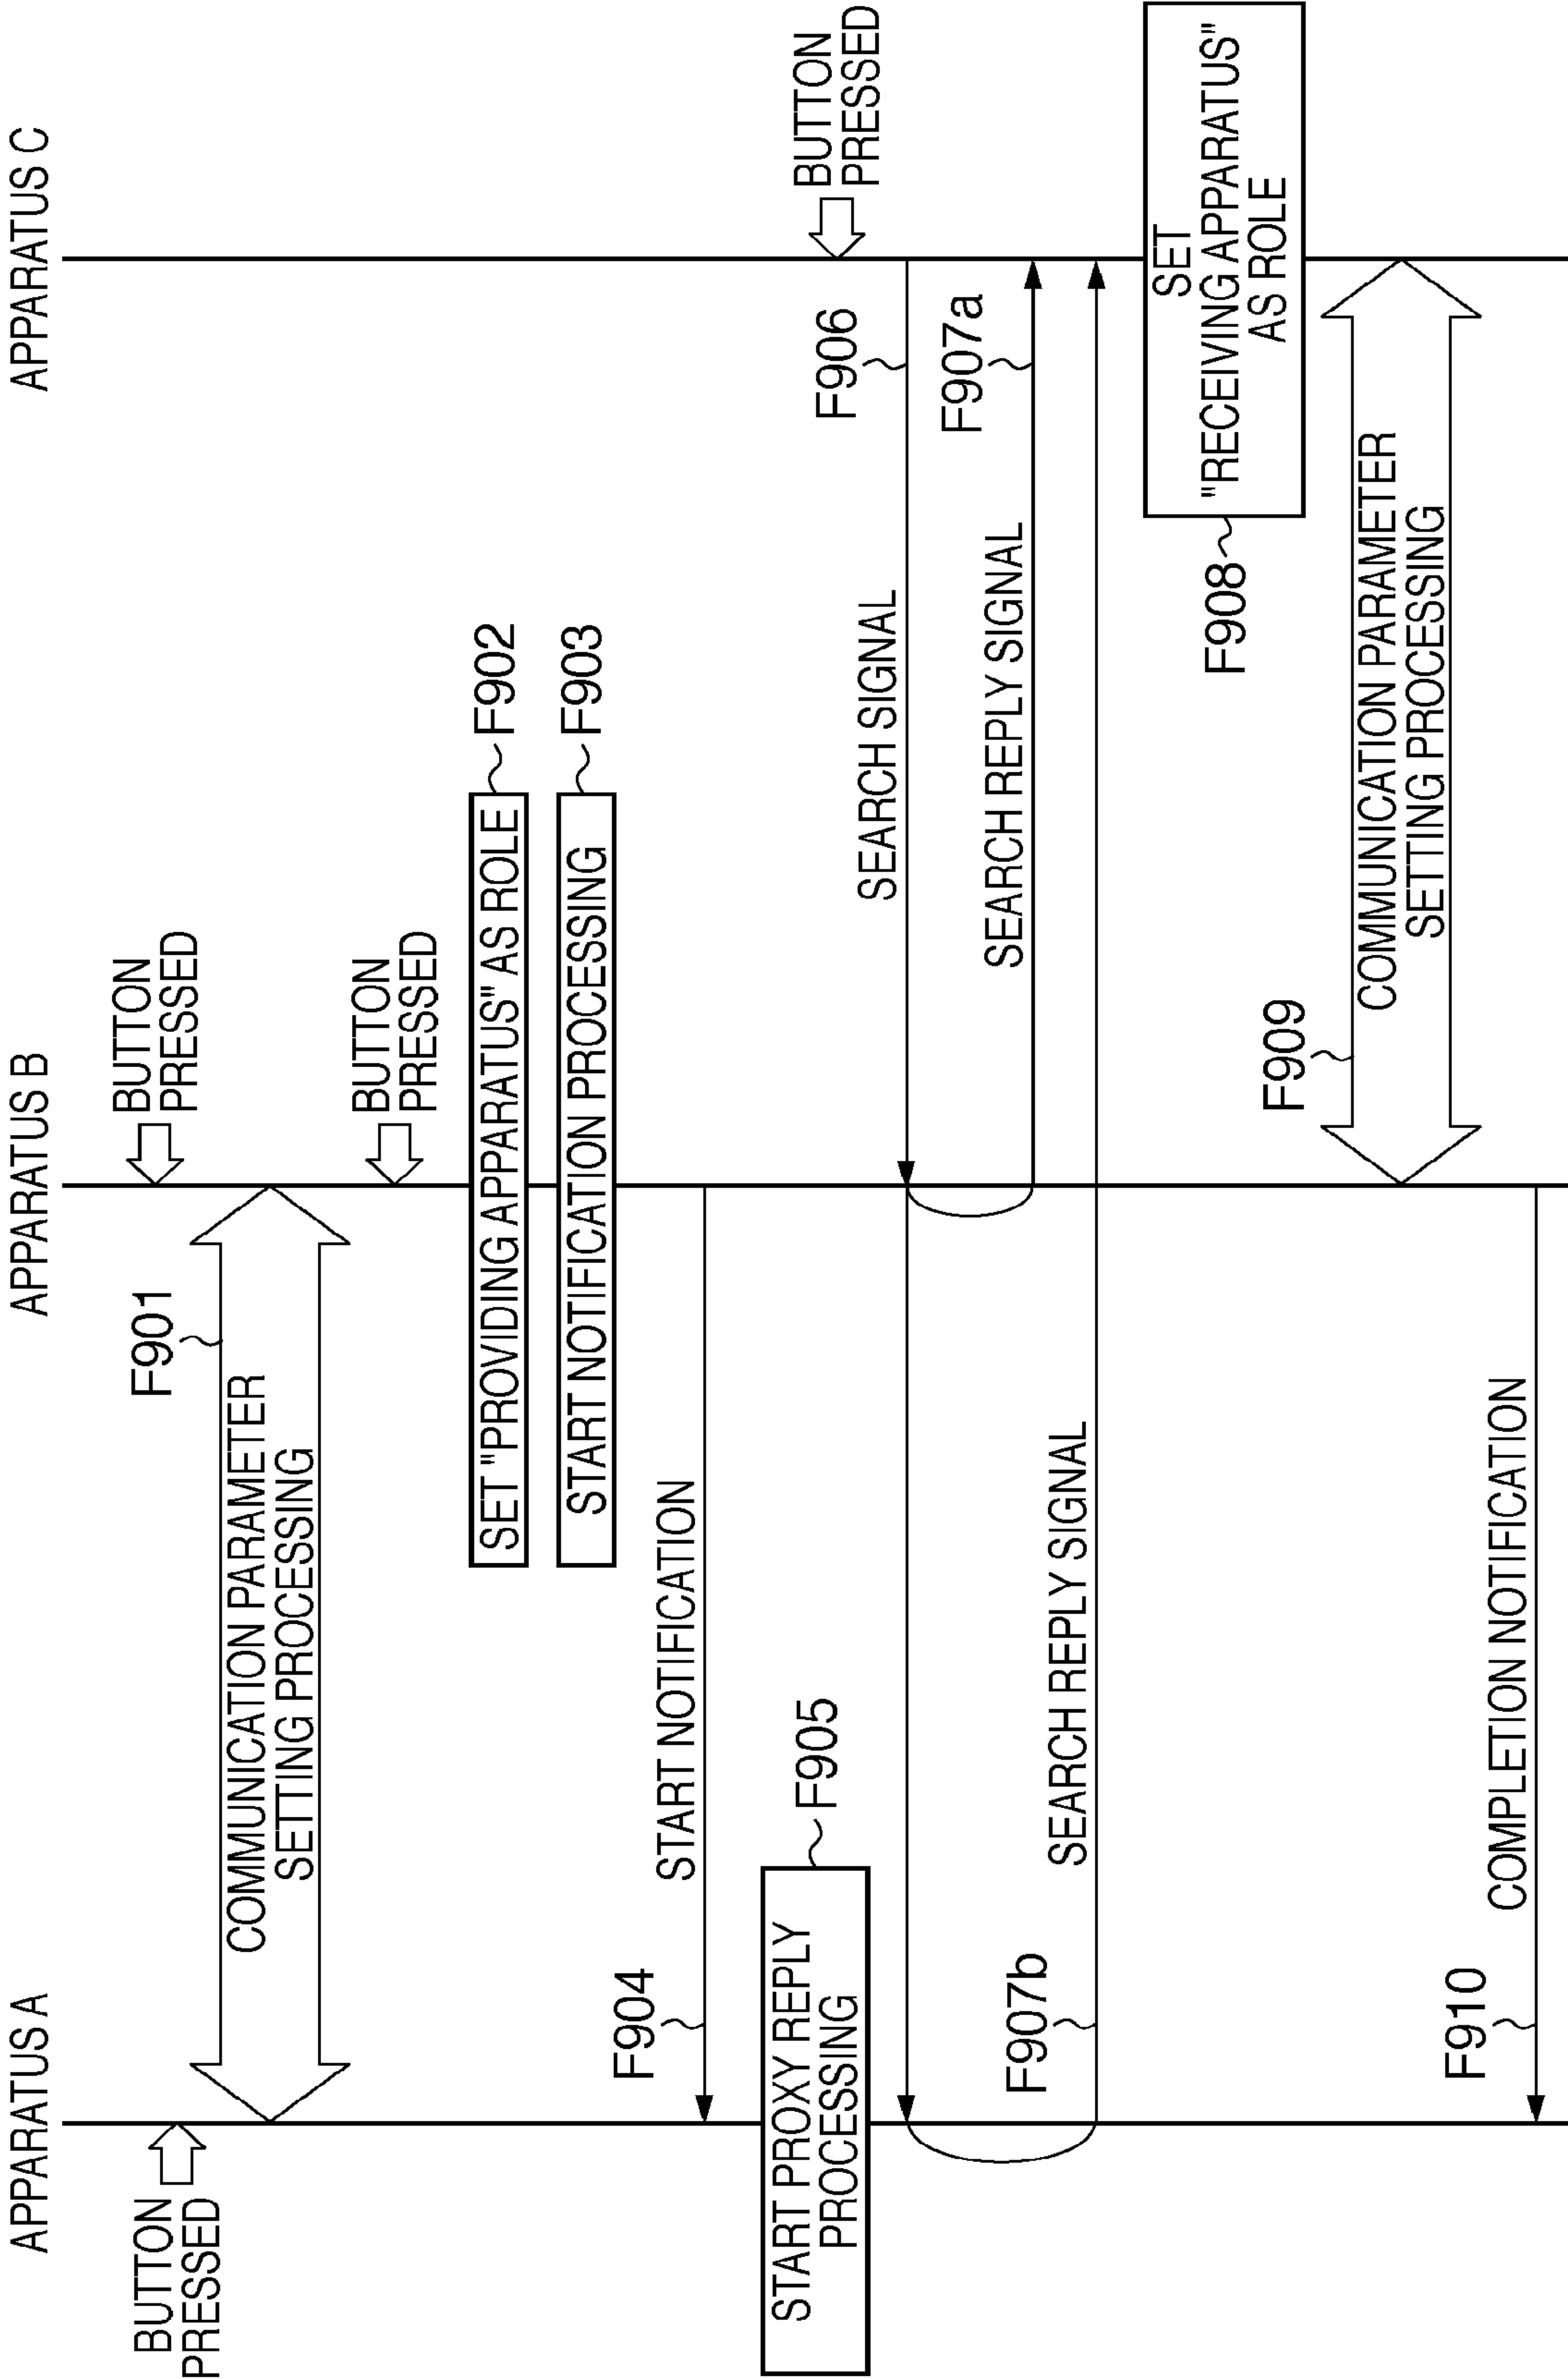 APPARATUS A
APPARATUS B
APPARATUS C
BUTTON
PRESSED
BUTTON
PRESSED
F901
COMMUNICATION PARAMETER
SETTING PROCESSING
BUTTON
PRESSED
SET "PROVIDING APPARATUS" AS ROLE
F902
START NOTIFICATION PROCESSING
F903
F904
START NOTIFICATION
START PROXY REPLY
PROCESSING
F905
BUTTON
PRESSED
SEARCH SIGNAL
F906
SEARCH REPLY SIGNAL
F907a
F907b
SEARCH REPLY SIGNAL
SET
"RECEIVING APPARATUS"
AS ROLE
F908
F909
COMMUNICATION PARAMETER
SETTING PROCESSING
F910
COMPLETION NOTIFICATION